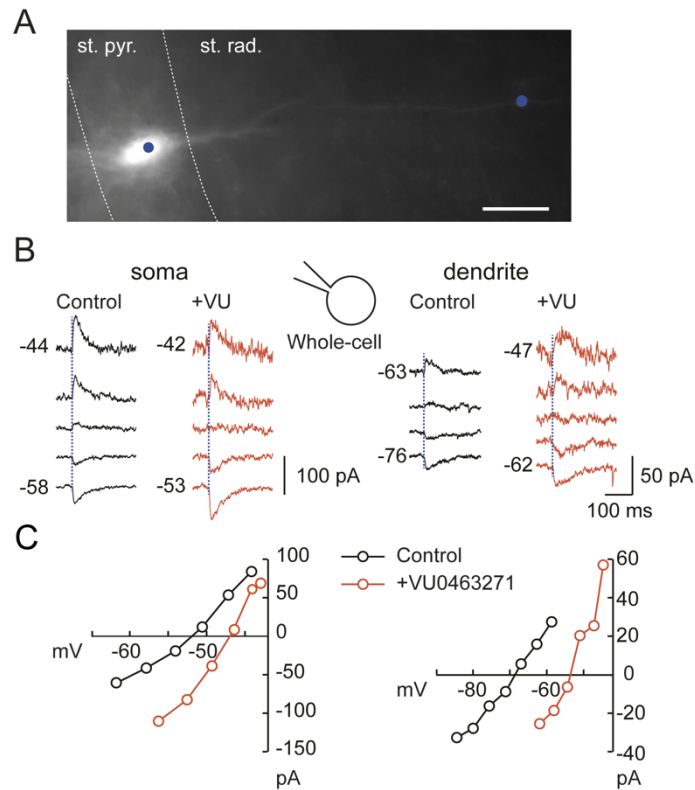 A
st. pyr. st. rad.
B
soma dendrite
Control +VU Whole-cell Control +VU
-44 -42 -63 -47
-58 -53 -76 -62
100 pA 50 pA
100 ms
C
Control
+VU0463271
100
50
0
-50
-100
-150
pA
mV -60 -50
60
40
20
0
-20
-40
pA
mV -80 -60